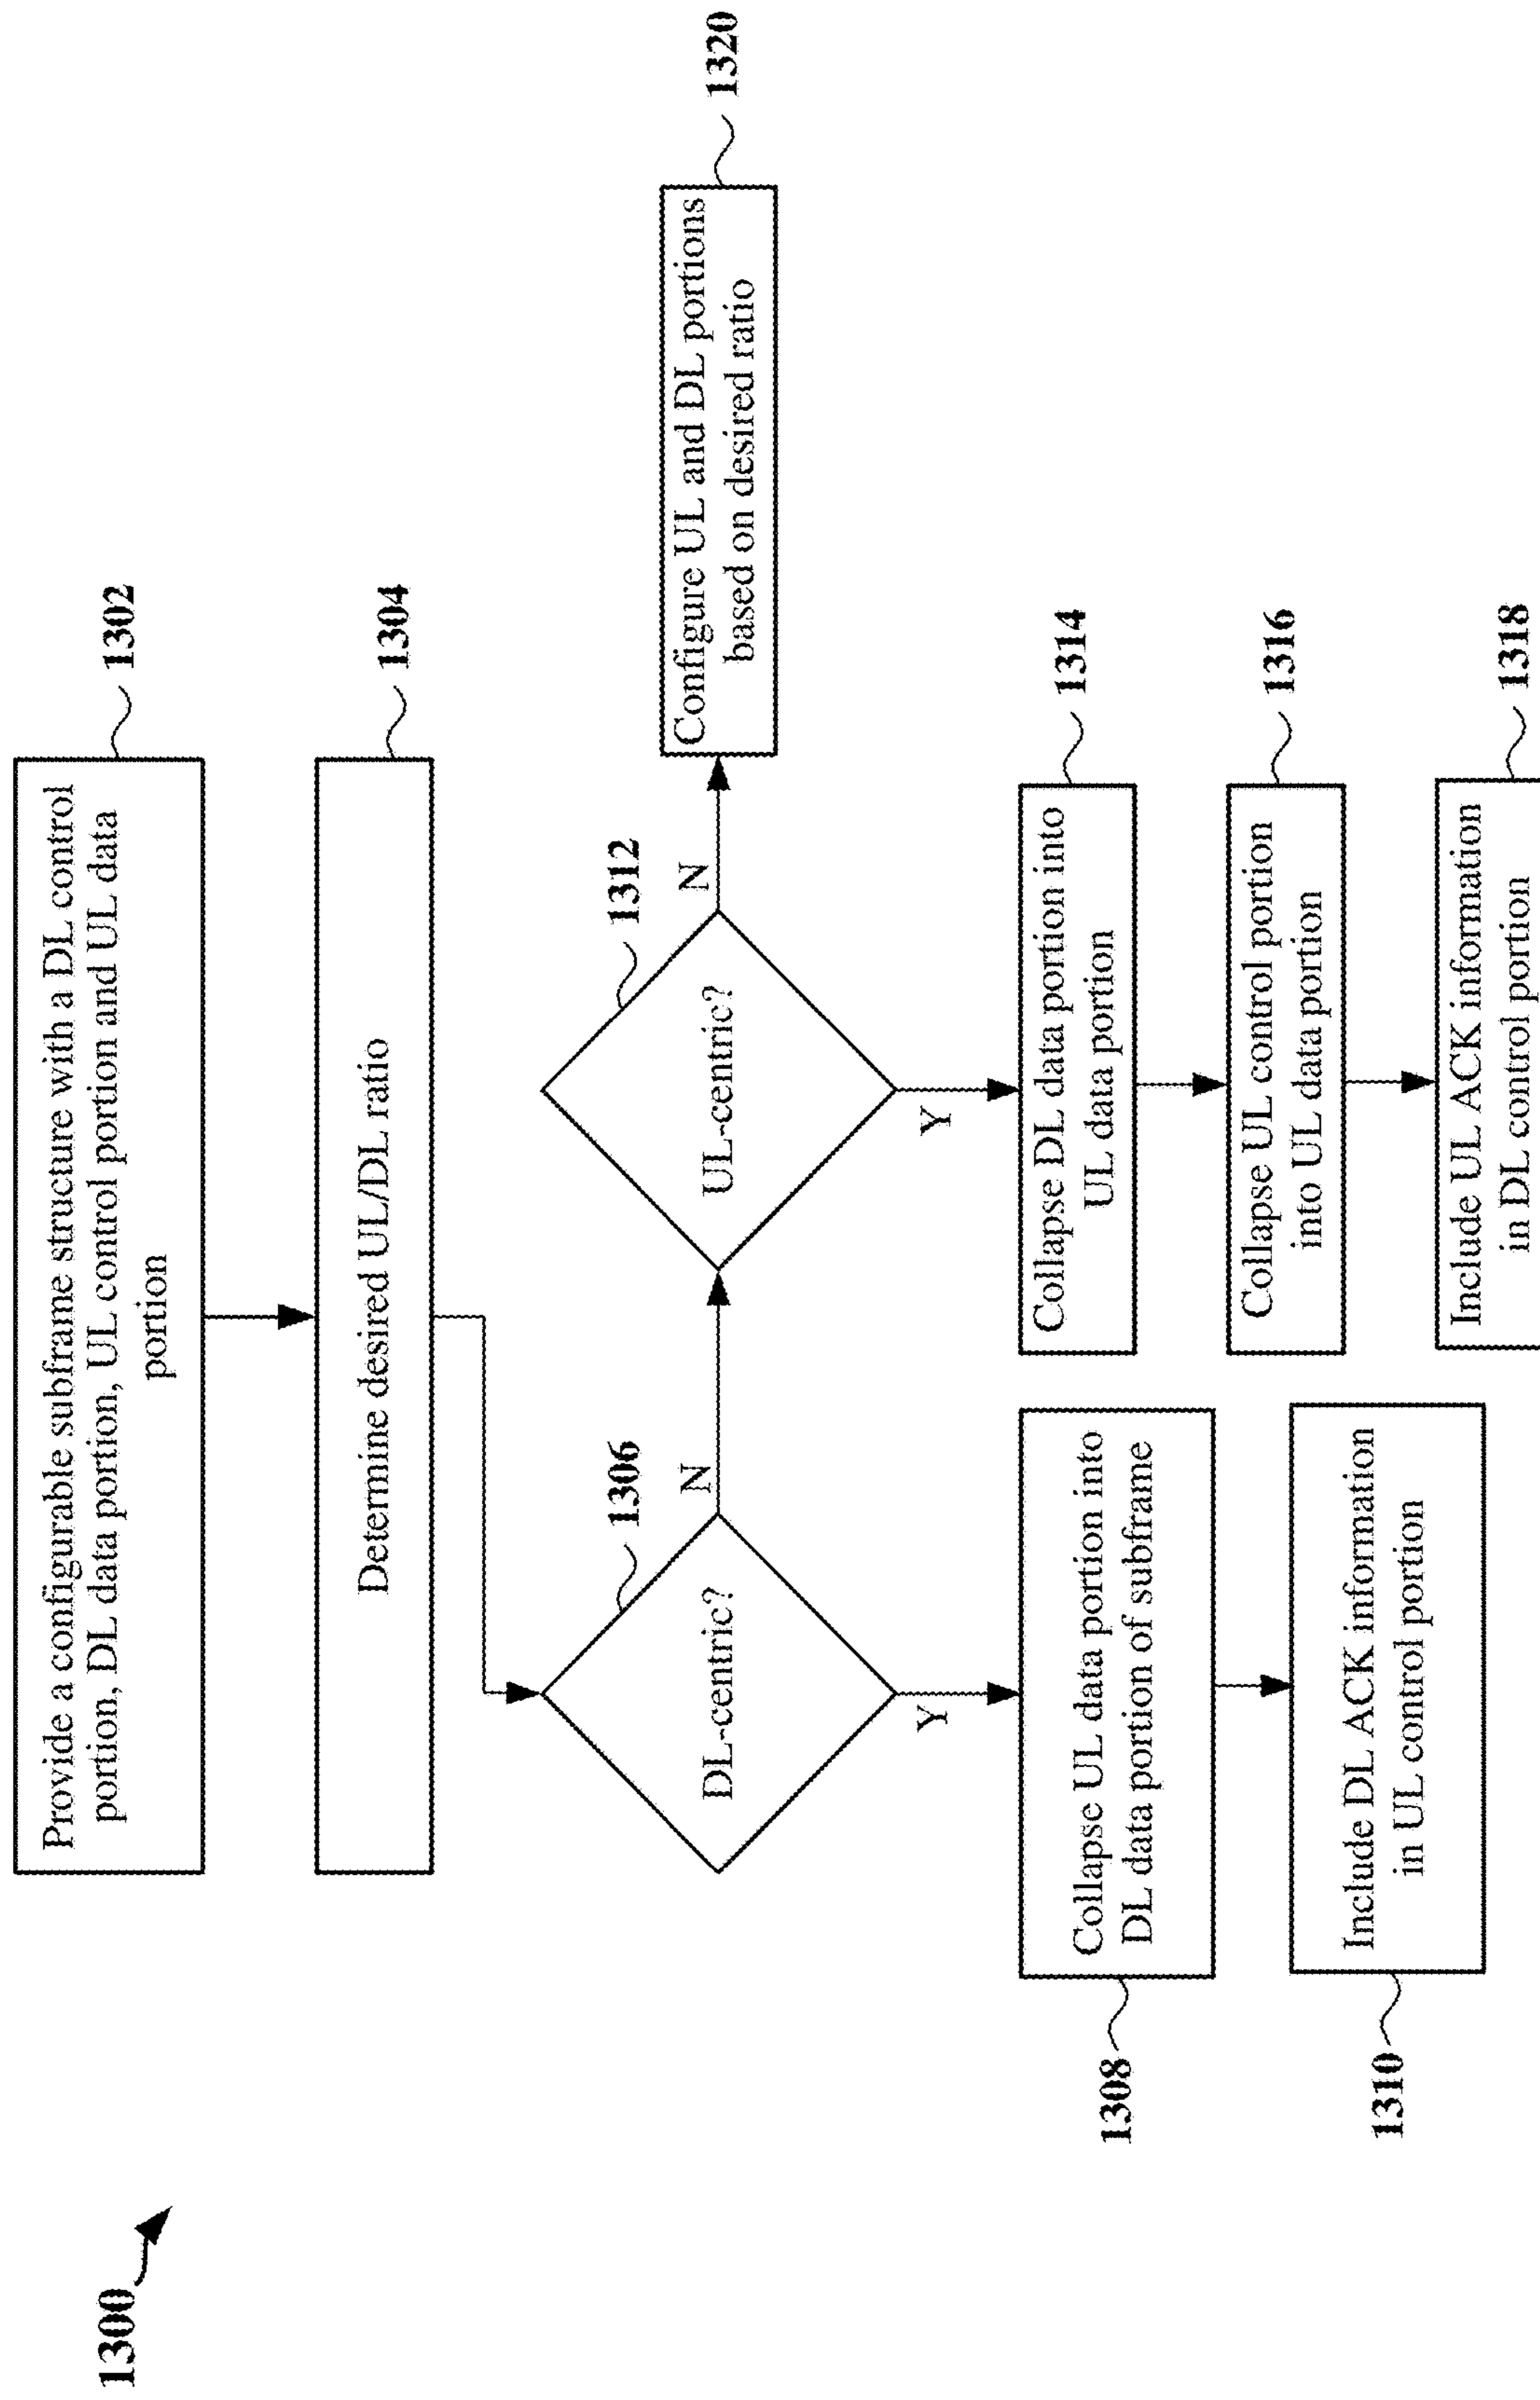 1300
Provide a configurable subframe structure with a DL control
portion, DL data portion, UL control portion and UL data
portion
1302
Determine desired UL/DL ratio
1304
DL-centric?
1306
N
Y
UL-centric?
1312
N
Y
Configure UL and DL portions
based on desired ratio
1320
Collapse UL data portion into
DL data portion of subframe
1308
Include DL ACK information
in UL control portion
1310
Collapse DL data portion into
UL data portion
1314
Collapse UL control portion
into UL data portion
1316
Include UL ACK information
in DL control portion
1318